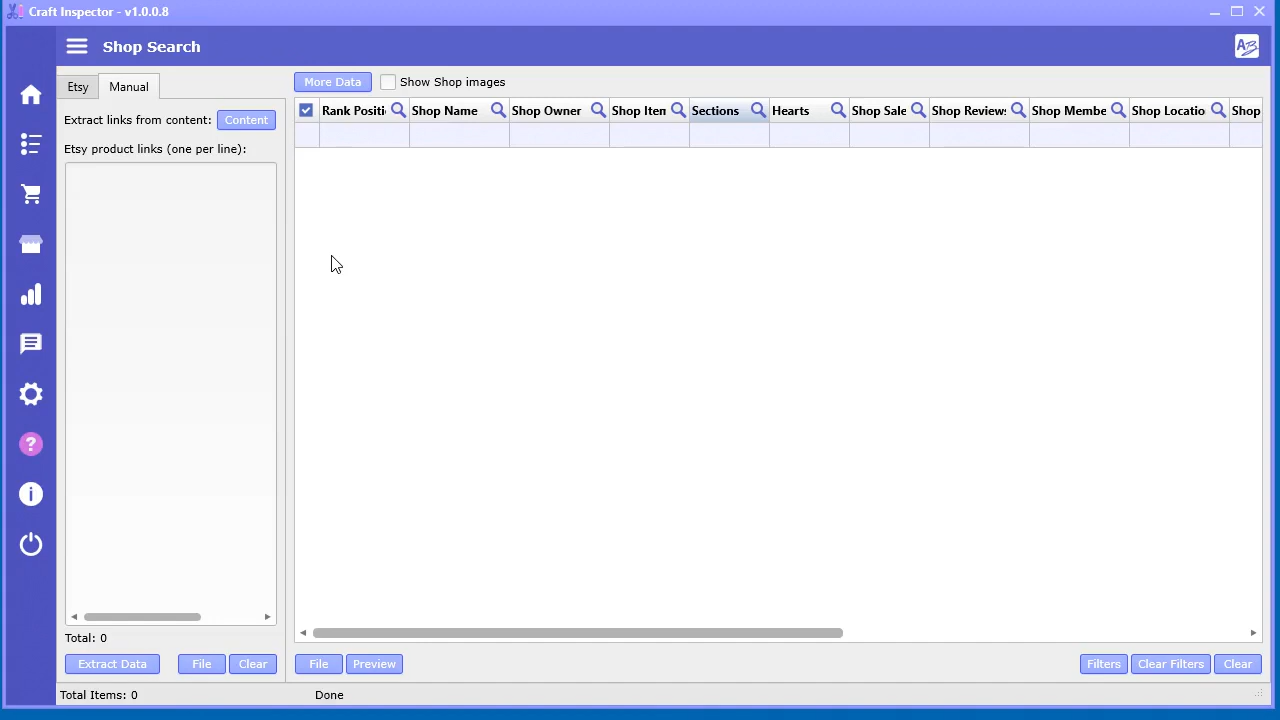 Craft Inspector - v1.0.0.8
Shop Search
Etsy
Manual
More Data
Show Shop images
Extract links from content:
Content
Etsy product links (one per line):
Rank Positi
Shop Name
Shop Owner
Shop Iten
Sections
Hearts
Shop Sale
Shop Reviews
Shop Membe
Shop Locatio
Shop
Total: 0
Extract Data
File
Clear
File
Preview
Filters
Clear Filters
Clear
Total Items: 0
Done